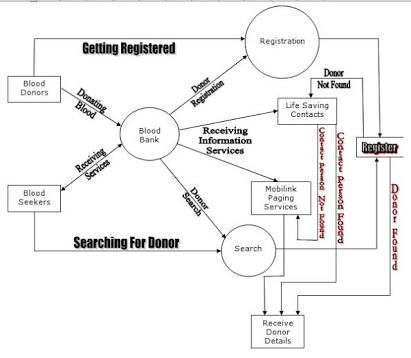 Getting Registered
Registration
Blood
Donors
Donor
Registration
Donor
Not Found
Donating
Blood
Life Saving
Contacts
Blood
Bank
Receiving
Information
Services
Register
Receiving
Services
Contact Person Not Found
Contact Person Found
Blood
Seekers
Donor
Search
Mobilink
Paging
Services
Donor Found
Searching For Donor
Search
Receive
Donor
Details